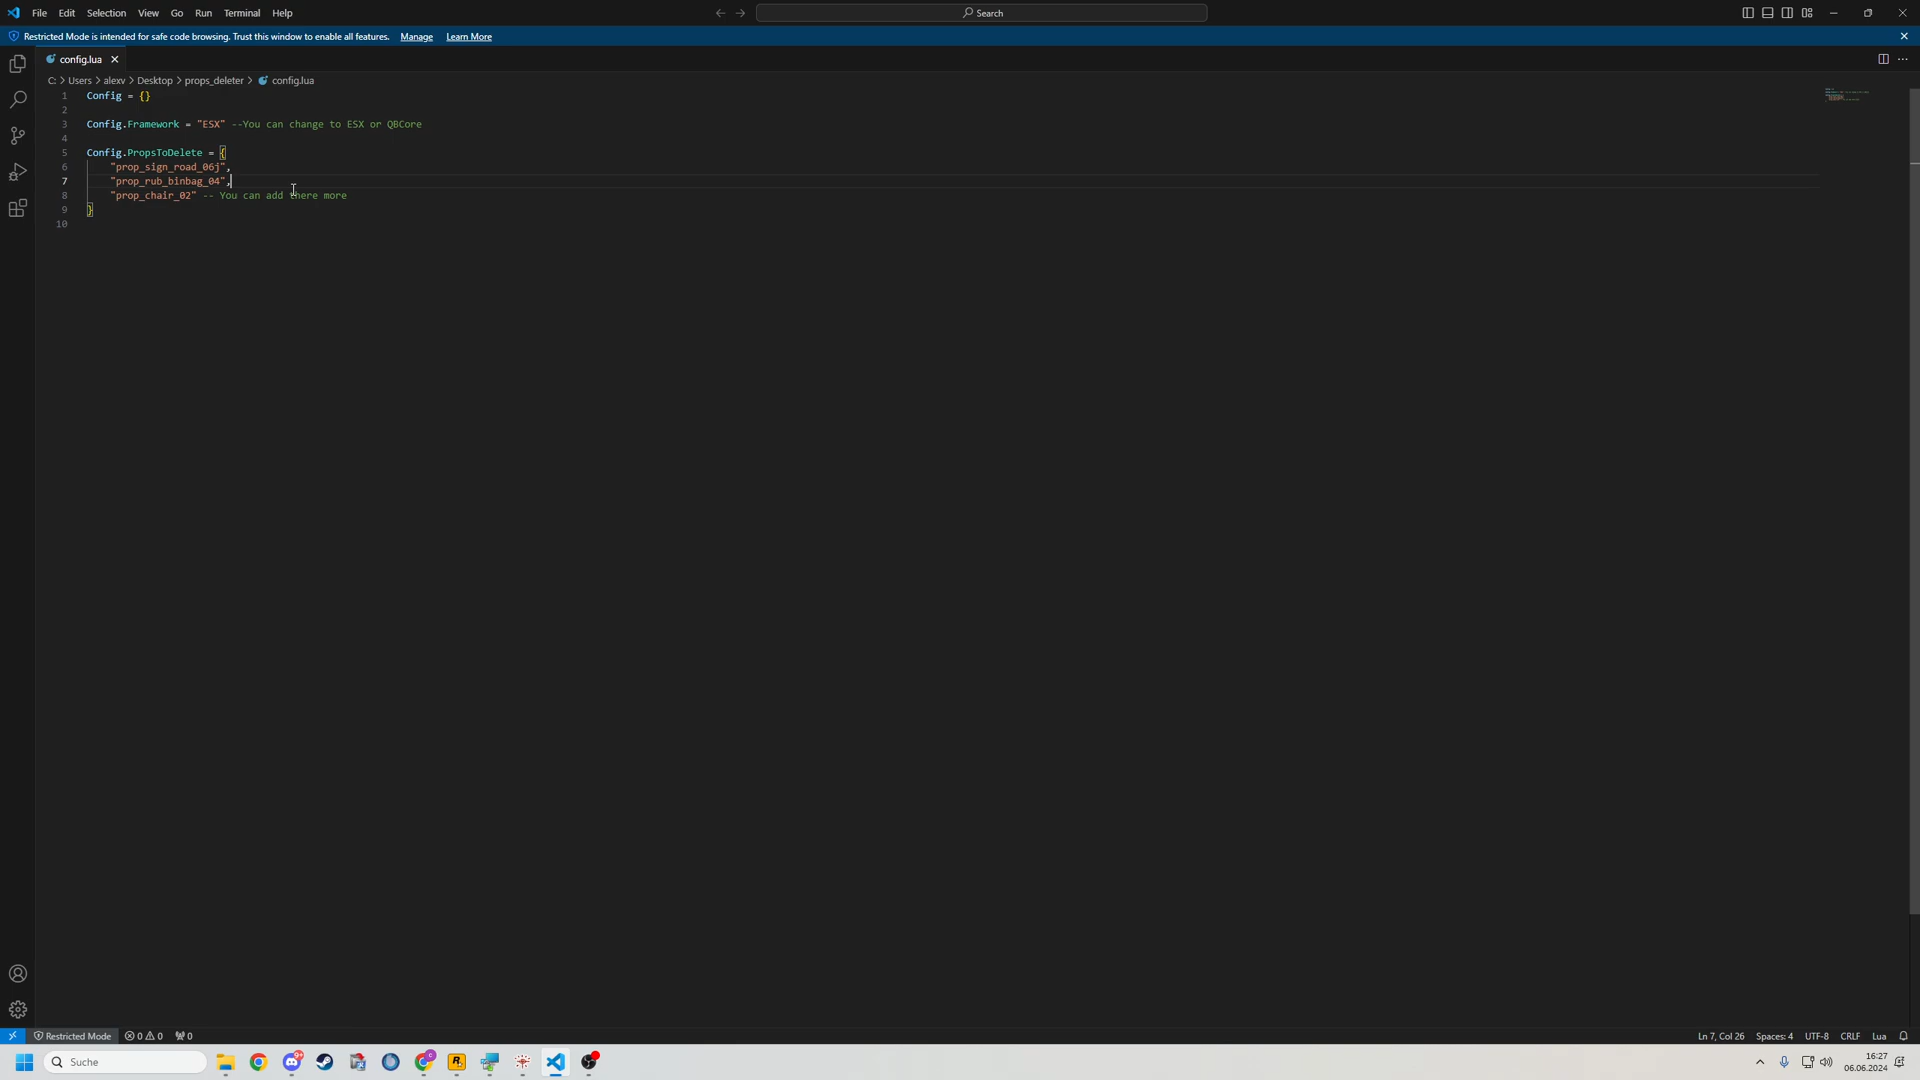 File Edit Selection View Go Run Terminal Help
Search
Restricted Mode is intended for safe code browsing. Trust this window to enable all features. Manage Learn More
config.lua
C: > Users > alexv > Desktop > props_deleter > config.lua
1 Config = {}
2
3 Config.Framework = "ESX" --You can change to ESX or QBCore
4
5 Config.PropsToDelete = {
6 "prop_sign_road_06j",
7 "prop_rub_binbag_04",
8 "prop_chair_02" -- You can add there more
9 }
10
Restricted Mode 0 0 0
Ln 7, Col 26 Spaces: 4 UTF-8 CRLF Lua
Suche
9+
16:27
06.06.2024